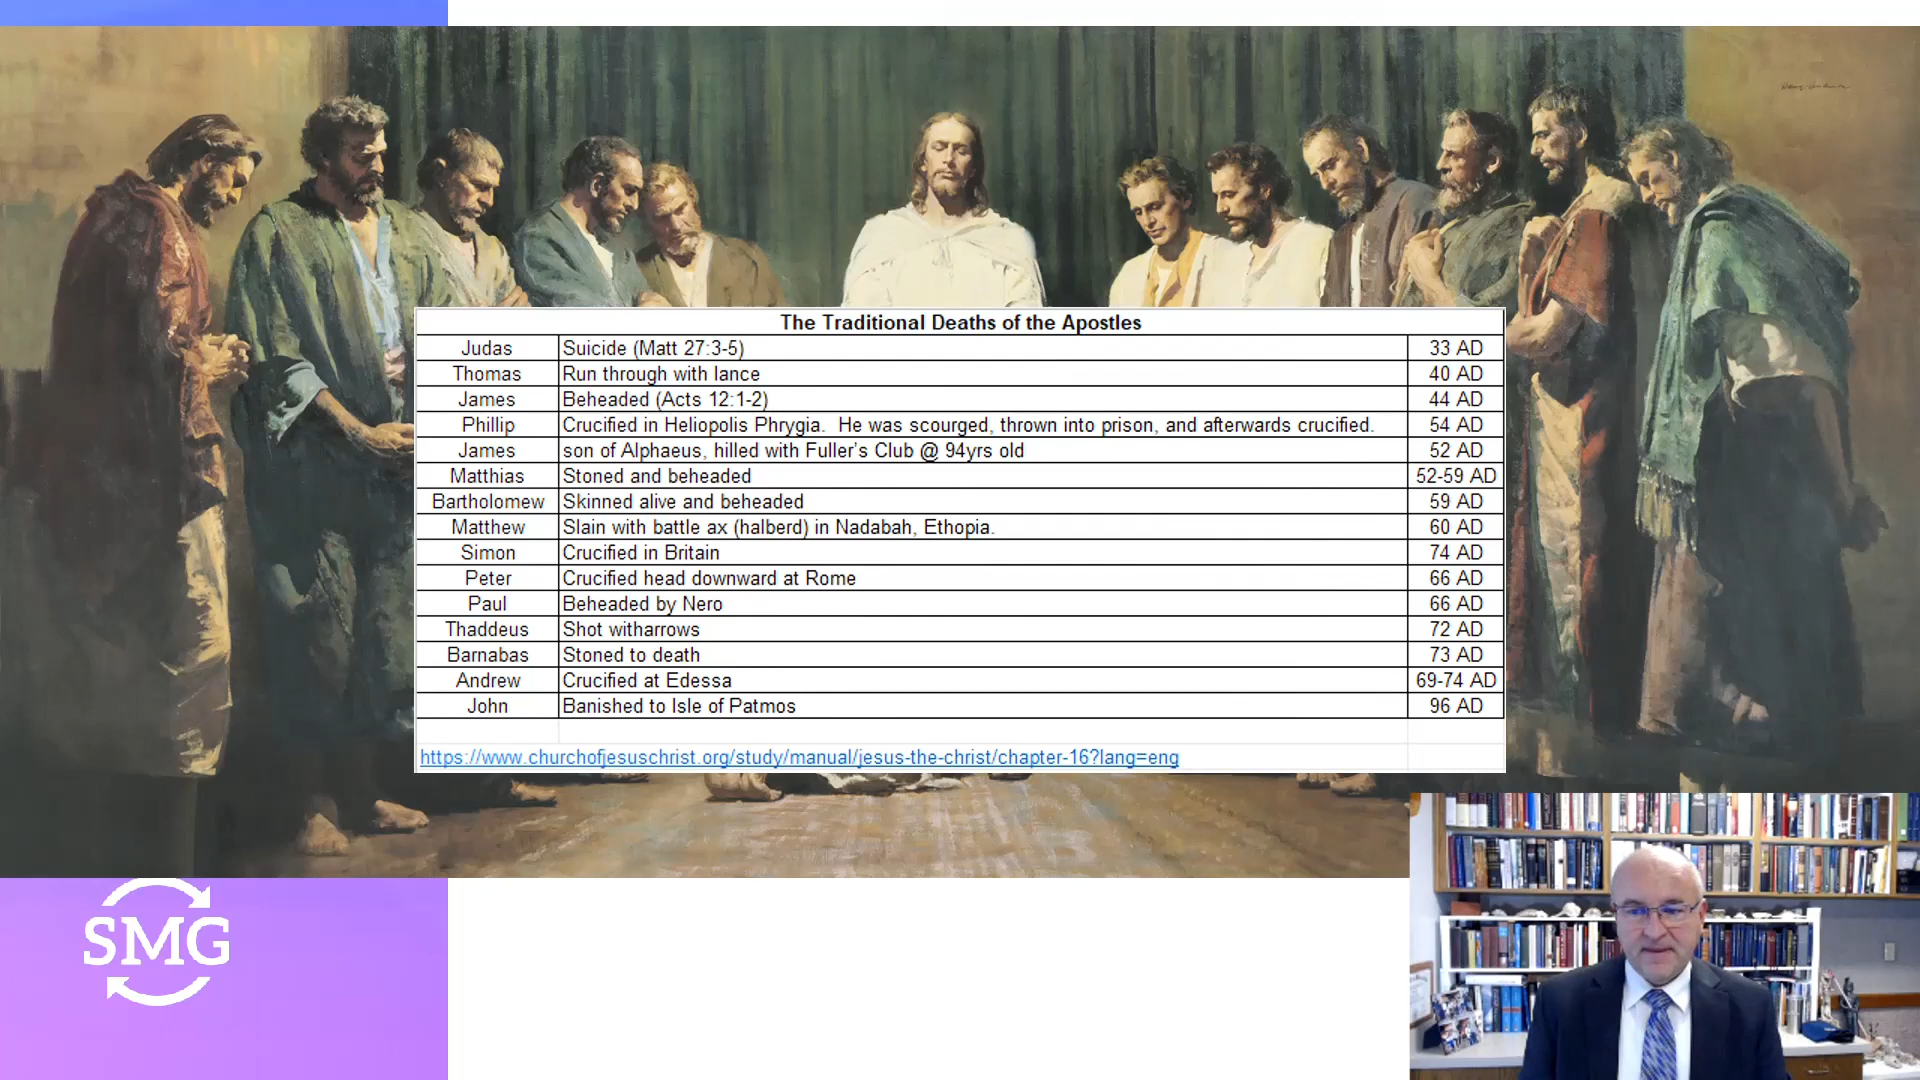 The Traditional Deaths of the Apostles
Judas Suicide (Matt 27:3-5) 33 AD
Thomas Run through with lance 40 AD
James Beheaded (Acts 12:1-2) 44 AD
Phillip Crucified in Heliopolis Phrygia. He was scourged, thrown into prison, and afterwards crucified. 54 AD
James son of Alphaeus, hilled with Fuller's Club @ 94yrs old 52 AD
Matthias Stoned and beheaded 52-59 AD
Bartholomew Skinned alive and beheaded 59 AD
Matthew Slain with battle ax (halberd) in Nadabah, Ethopia. 60 AD
Simon Crucified in Britain 74 AD
Peter Crucified head downward at Rome 66 AD
Paul Beheaded by Nero 66 AD
Thaddeus Shot witharrows 72 AD
Barnabas Stoned to death 73 AD
Andrew Crucified at Edessa 69-74 AD
John Banished to Isle of Patmos 96 AD
https://www.churchofjesuschrist.org/study/manual/jesus-the-christ/chapter-16?lang=eng
SMG